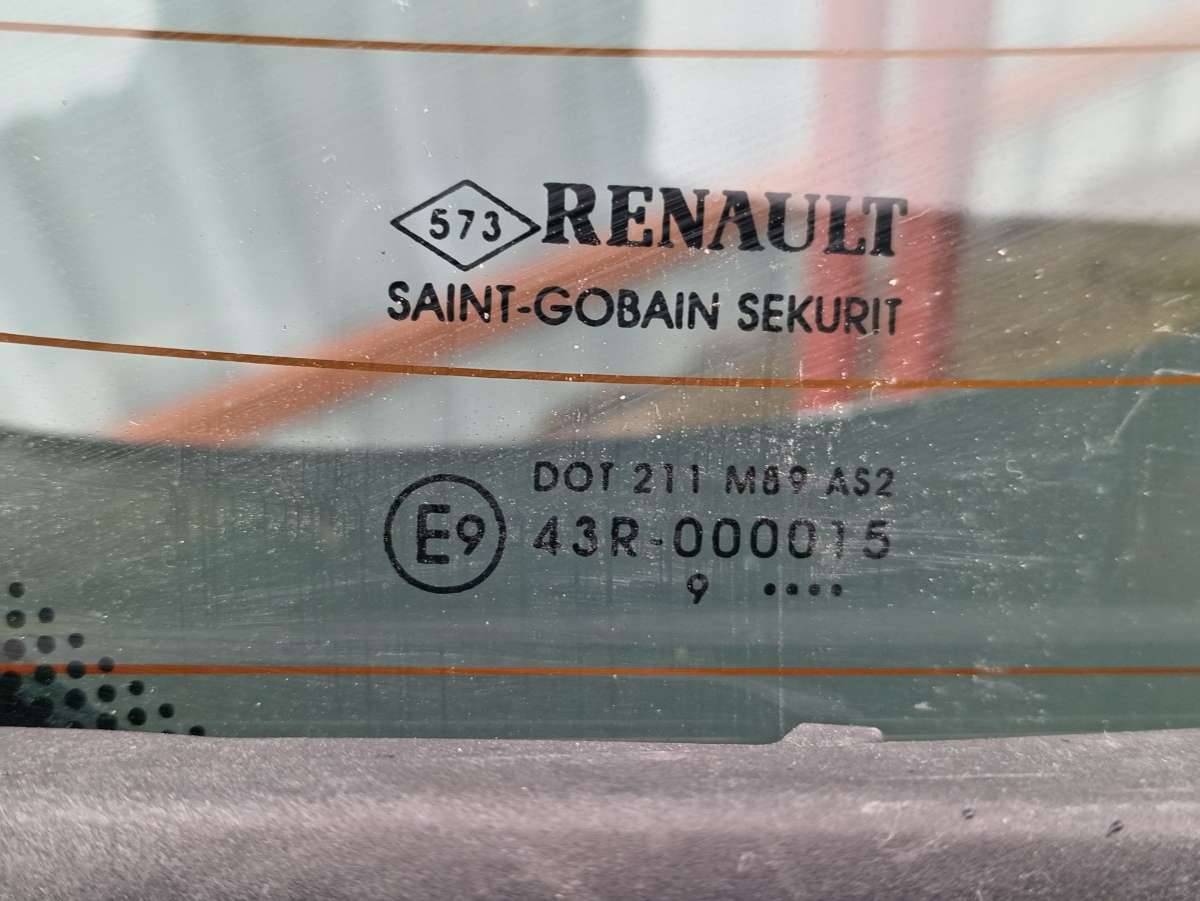 573 RENAULT
SAINT-GOBAIN SEKURIT
DOT 211 M89 AS2
E9 43R-000015
9 ••••